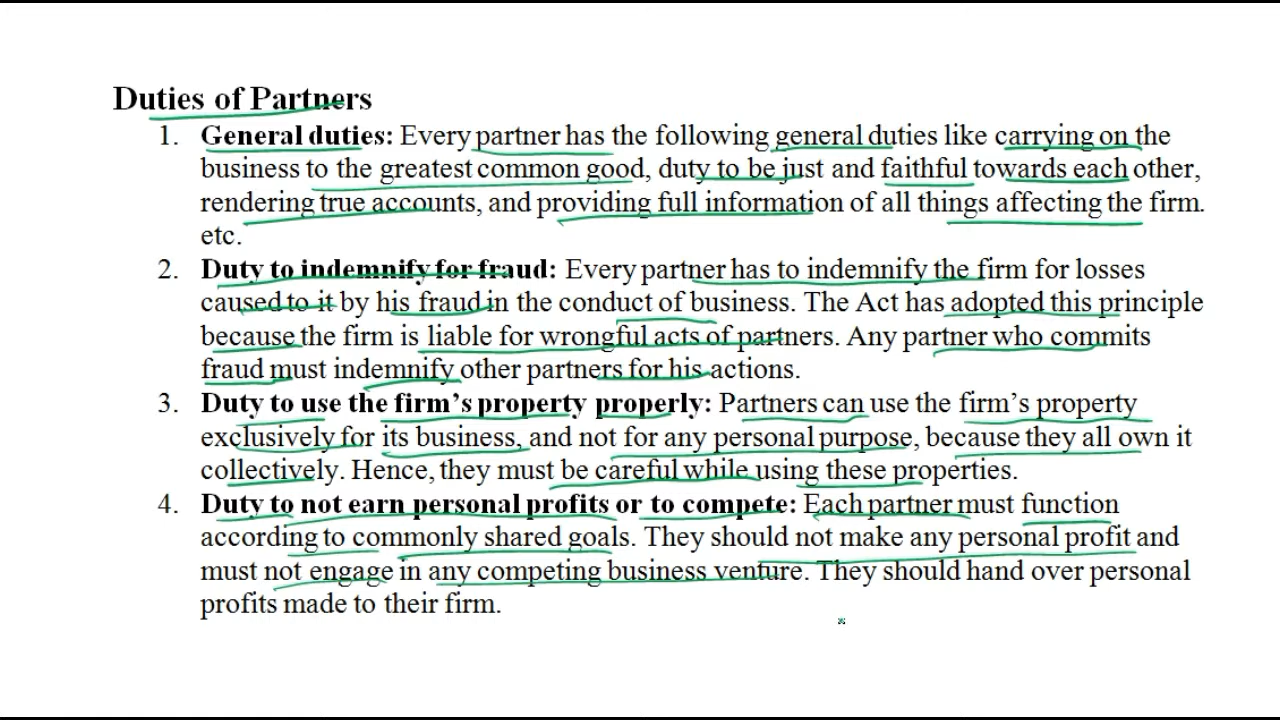 Duties of Partners
1. General duties: Every partner has the following general duties like carrying on the
business to the greatest common good, duty to be just and faithful towards each other,
rendering true accounts, and providing full information of all things affecting the firm.
etc.
2. Duty to indemnify for fraud: Every partner has to indemnify the firm for losses
caused to it by his fraud in the conduct of business. The Act has adopted this principle
because the firm is liable for wrongful acts of partners. Any partner who commits
fraud must indemnify other partners for his actions.
3. Duty to use the firm’s property properly: Partners can use the firm’s property
exclusively for its business, and not for any personal purpose, because they all own it
collectively. Hence, they must be careful while using these properties.
4. Duty to not earn personal profits or to compete: Each partner must function
according to commonly shared goals. They should not make any personal profit and
must not engage in any competing business venture. They should hand over personal
profits made to their firm.